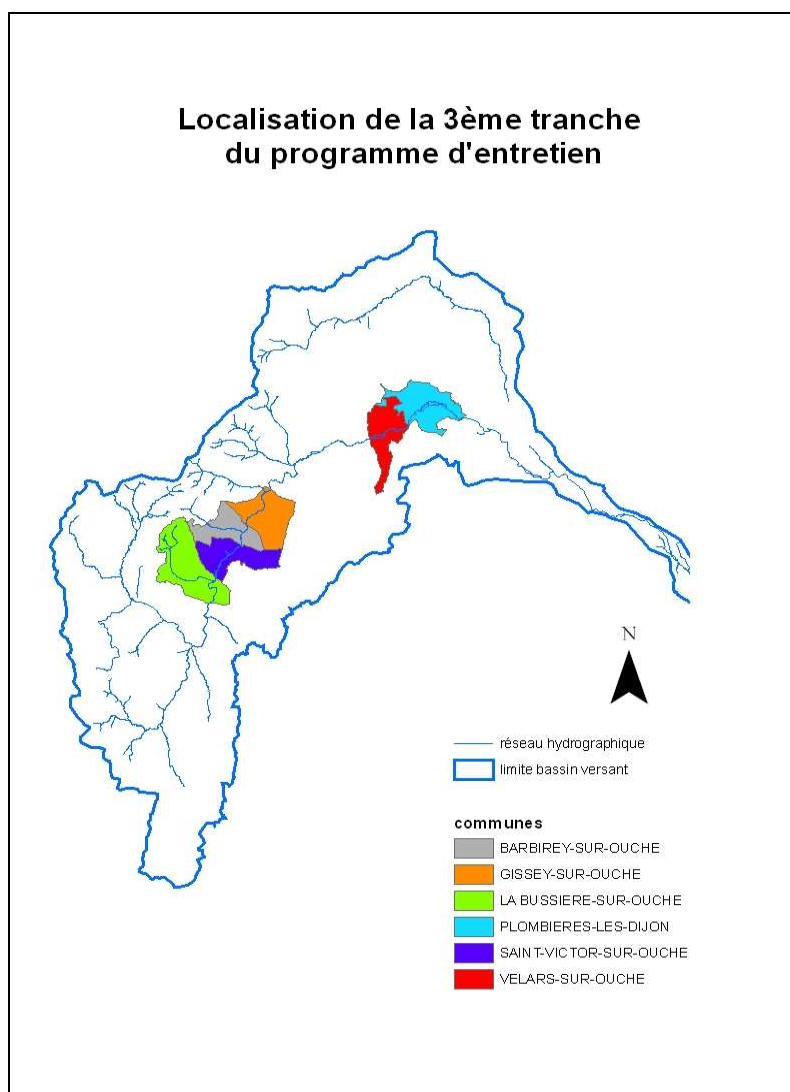 Localisation de la 3ème tranche
du programme d'entretien
N
réseau hydrographique
limite bassin versant
communes
BARBIREY-SUR-OUCHE
GISSEY-SUR-OUCHE
LA BUSSIERE-SUR-OUCHE
PLOMBIERES-LES-DIJON
SAINT-VICTOR-SUR-OUCHE
VELARS-SUR-OUCHE